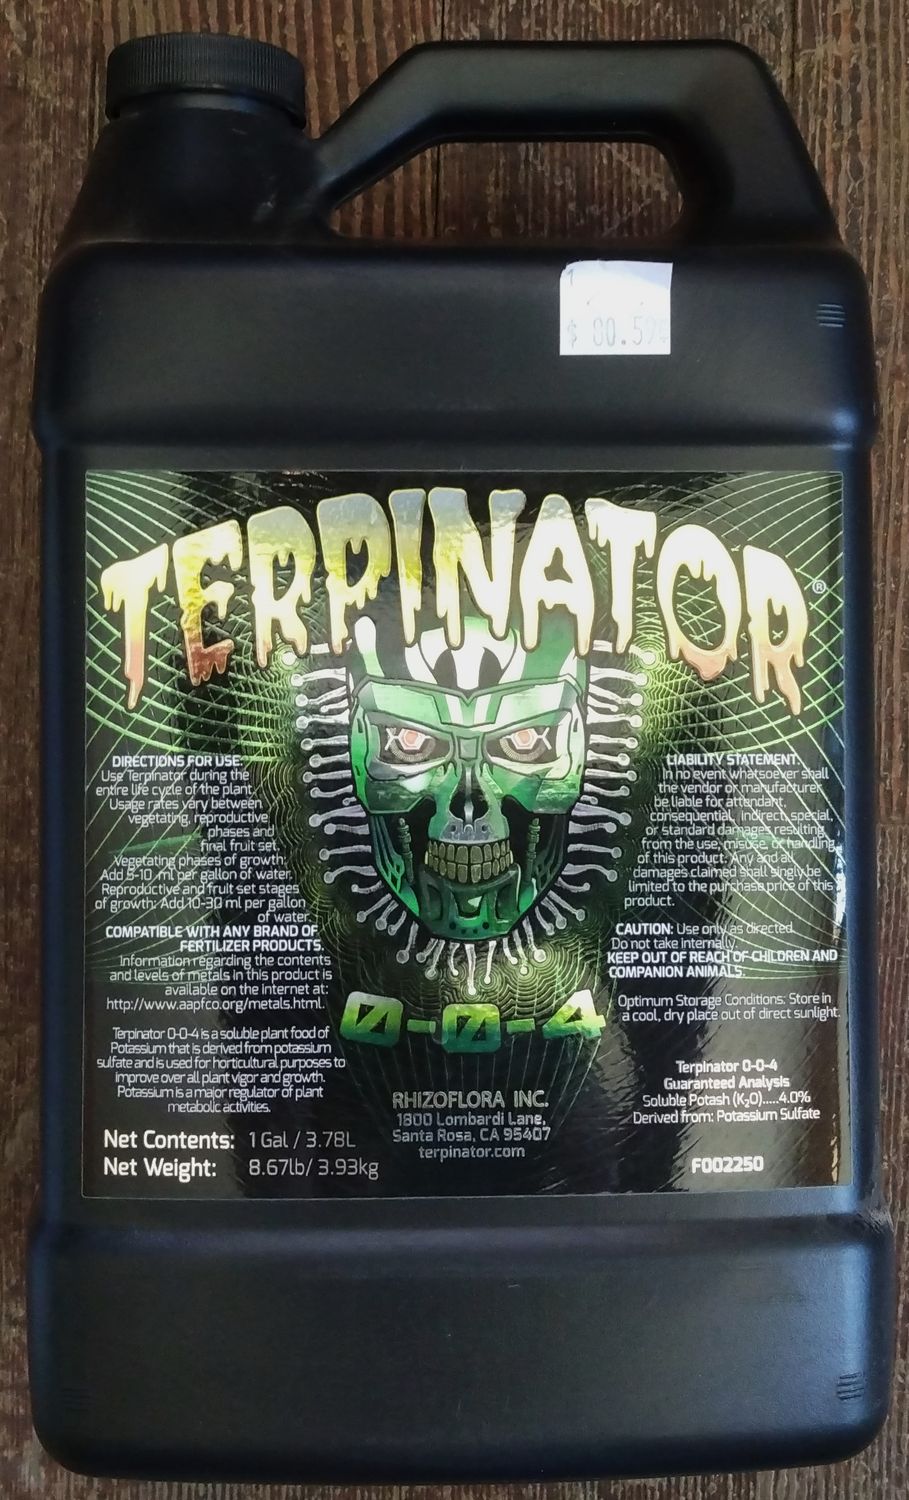 1
$ 80.59
TERPINATOR®
DIRECTIONS FOR USE:
Use Terpinator during the
entire life cycle of the plant.
Usage rates vary between
vegetating, reproductive
phases and
final fruit set.
Vegetating phases of growth:
Add 5-10 ml per gallon of water.
Reproductive and fruit set stages
of growth: Add 10-30 ml per gallon
of water.
COMPATIBLE WITH ANY BRAND OF
FERTILIZER PRODUCTS.
Information regarding the contents
and levels of metals in this product is
available on the internet at:
http://www.aapfco.org/metals.html.
Terpinator 0-0-4 is a soluble plant food of
Potassium that is derived from potassium
sulfate and is used for horticultural purposes to
improve over all plant vigor and growth.
Potassium is a major regulator of plant
metabolic activities.
Net Contents: 1 Gal / 3.78L
Net Weight: 8.67lb/ 3.93kg
0-0-4
RHIZOFLORA INC.
1800 Lombardi Lane,
Santa Rosa, CA 95407
terpinator.com
LIABILITY STATEMENT:
In no event whatsoever shall
the vendor or manufacturer
be liable for attendant,
consequential, indirect, special,
or standard damages resulting
from the use, misuse, or handling
of this product. Any and all
damages claimed shall singly be
limited to the purchase price of this
product.
CAUTION: Use only as directed.
Do not take internally.
KEEP OUT OF REACH OF CHILDREN AND
COMPANION ANIMALS.
Optimum Storage Conditions: Store in
a cool, dry place out of direct sunlight.
Terpinator 0-0-4
Guaranteed Analysis
Soluble Potash (K₂O).....4.0%
Derived from: Potassium Sulfate
F002250